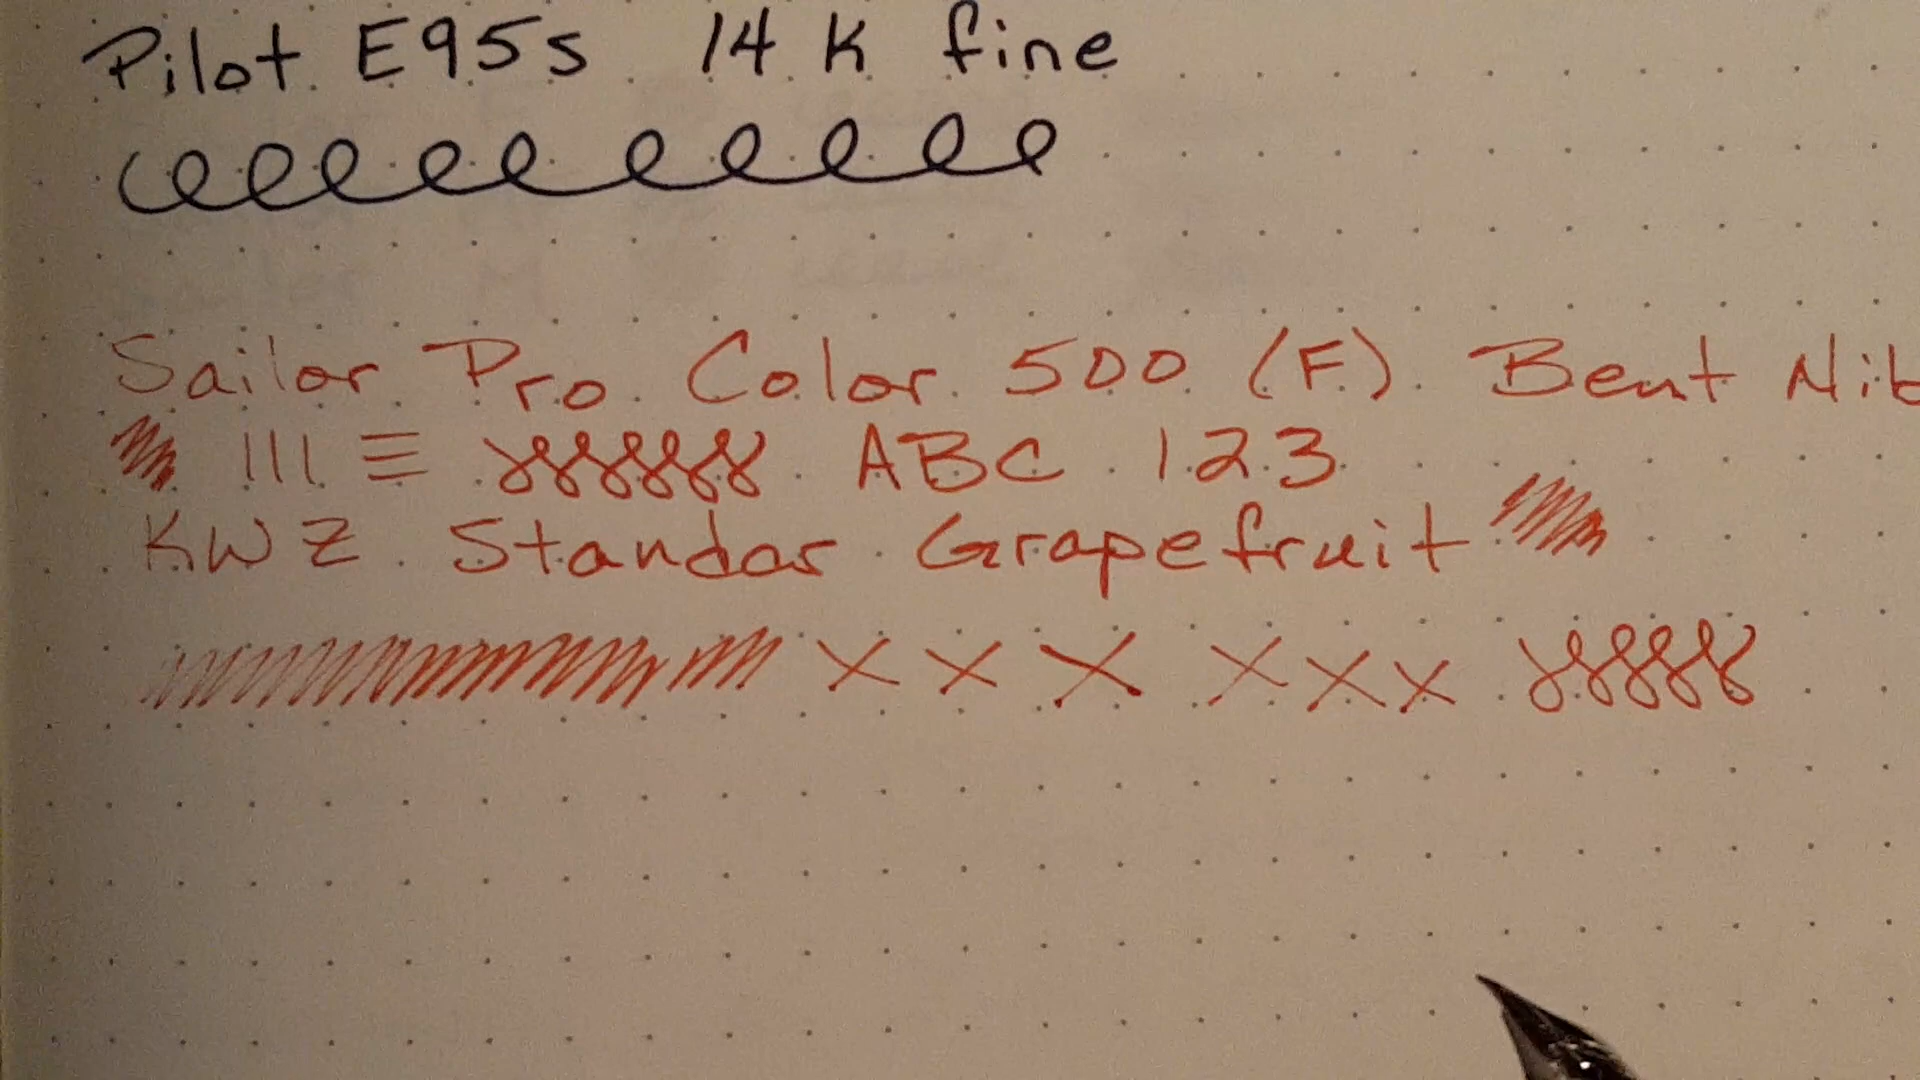 Pilot E95s 14 K fine
Sailor Pro Color 500 (F) Bent Nib
ABC 123
KWZ Standar Grapefruit